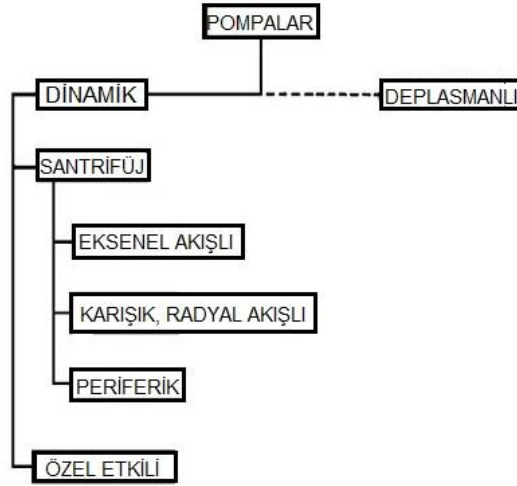 POMPALAR
DİNAMİK
DEPLASMANLI
SANTRİFÜJ
EKSENEL AKIŞLI
KARIŞIK, RADYAL AKIŞLI
PERİFERİK
ÖZEL ETKİLİ